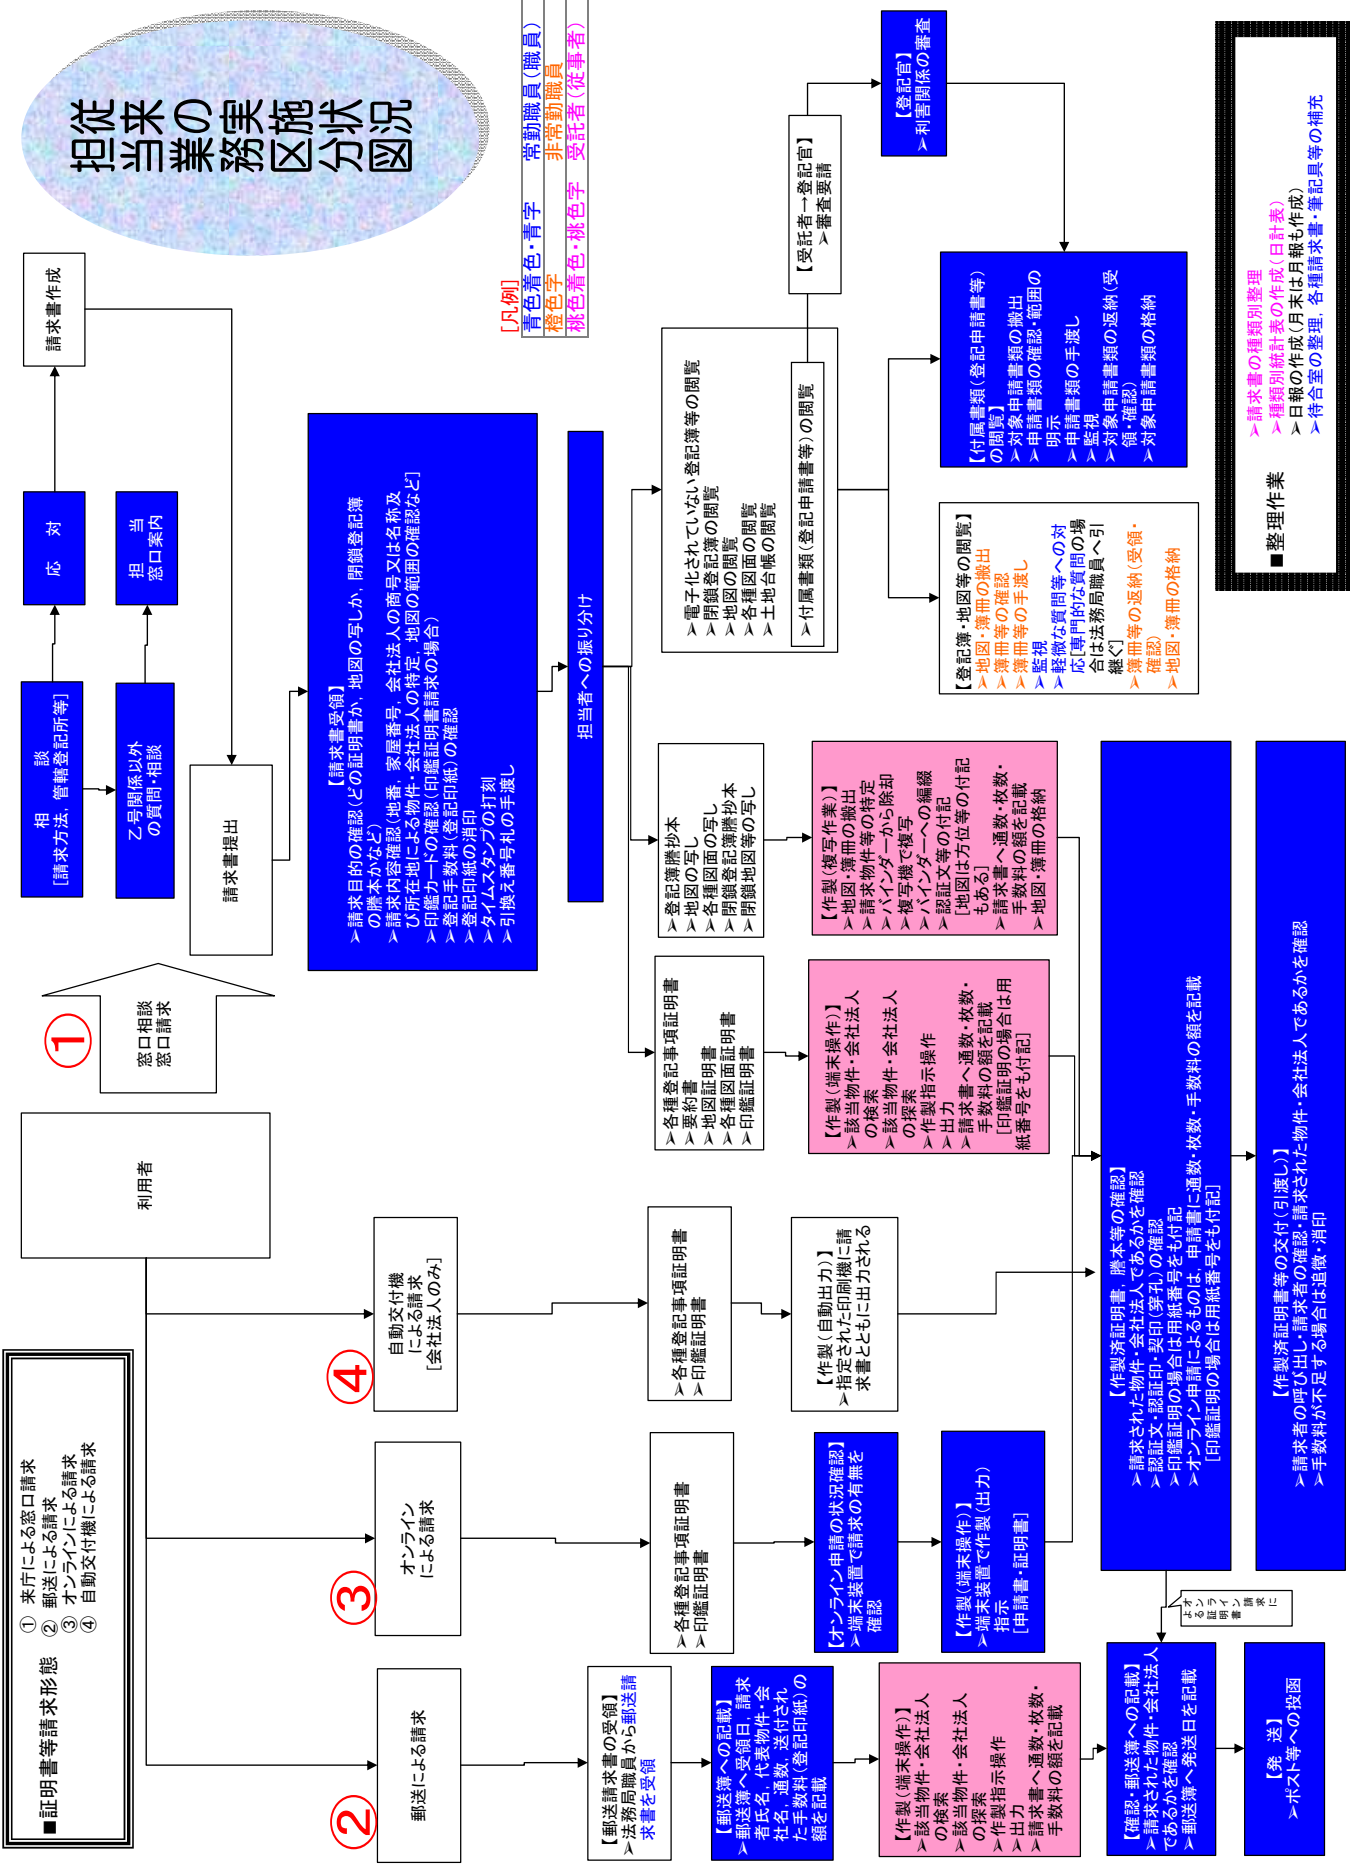 従来の実施状況
担当業務区分図
■証明書等請求形態
① 来庁による窓口請求
② 郵送による請求
③ オンラインによる請求
④ 自動交付機による請求
[凡例]
青色着色・青字 常勤職員(職員)
橙色字 非常勤職員
桃色着色・桃色字 受託者(従事者)
利用者
①
窓口相談
窓口請求
相 談
[請求方法, 管轄登記所等]
応 対
請求書作成
乙号関係以外
の質問・相談
担 当
窓口案内
請求書提出
【請求書受領】
➢請求目的の確認(どの証明書か, 地図の写しか, 閉鎖登記簿
の謄本かなど)
➢請求内容確認(地番, 家屋番号, 会社法人の商号又は名称及
び所在地による物件・会社法人の特定, 地図の範囲の確認など]
➢印鑑カードの確認(印鑑証明書請求の場合)
➢登記手数料(登記印紙)の確認
➢登記印紙の消印
➢タイムスタンプの打刻
➢引換え番号札の手渡し
担当者への振り分け
➢各種登記事項証明書
➢要約書
➢地図証明書
➢各種図面証明書
➢印鑑証明書
【作製(端末操作)】
➢該当物件・会社法人
の検索
➢該当物件・会社法人
の探索
➢作製指示操作
➢出力
➢請求書へ通数・枚数・
手数料の額を記載
[印鑑証明の場合は用
紙番号をも付記]
➢登記簿謄抄本
➢地図の写し
➢各種図面の写し
➢閉鎖登記簿謄抄本
➢閉鎖地図等の写し
【作製(複写作業)】
➢地図・簿冊の搬出
➢請求物件等の特定
➢バインダーから除却
➢複写機で複写
➢バインダーへの編綴
➢認証文等の付記
[地図は方位等の付記
もある]
➢請求書へ通数・枚数・
手数料の額を記載
➢地図・簿冊の格納
➢電子化されていない登記簿等の閲覧
➢閉鎖登記簿の閲覧
➢地図の閲覧
➢各種図面の閲覧
➢土地台帳の閲覧
➢付属書類(登記申請書等)の閲覧
【受託者→登記官】
➢審査要請
【登記官】
➢利害関係の審査
【登記簿・地図等の閲覧】
➢地図・簿冊の搬出
➢簿冊等の確認
➢簿冊等の手渡し
➢監視
➢軽微な質問等への対
応[専門的な質問の場
合は法務局職員へ引
継ぐ]
➢簿冊等の返納(受領・
確認)
➢地図・簿冊の格納
【付属書類(登記申請書等)
の閲覧】
➢対象申請書類の搬出
➢申請書類の確認・範囲の
明示
➢申請書類の手渡し
➢監視
➢対象申請書類の返納(受
領・確認)
➢対象申請書類の格納
②
郵送による請求
【郵送請求書の受領】
➢法務局職員から郵送請
求書を受領
【郵送簿への記載】
➢郵送簿へ受領日, 請求
者氏名, 代表物件・会
社名, 通数, 送付され
た手数料(登記印紙)の
額を記載
【作製(端末操作)】
➢該当物件・会社法人
の検索
➢該当物件・会社法人
の探索
➢作製指示操作
➢出力
➢請求書へ通数・枚数・
手数料の額を記載
【確認・郵送簿への記載】
➢請求された物件・会社法人
であるかを確認
➢郵送簿へ発送日を記載
【発 送】
➢ポスト等への投函
③
オンライン
による請求
➢各種登記事項証明書
➢印鑑証明書
【オンライン申請の状況確認】
➢端末装置で請求の有無を
確認
【作製(端末操作)】
➢端末装置で作製(出力)
指示
[申請書・証明書]
④
自動交付機
による請求
[会社法人のみ]
➢各種登記事項証明書
➢印鑑証明書
【作製(自動出力)】
➢指定された印刷機に請
求書とともに出力される
【作製済証明書, 謄本等の確認】
➢請求された物件・会社法人であるかを確認
➢認証文・認証印・契印(穿孔)の確認
➢印鑑証明の場合は用紙番号をも付記
➢オンライン申請によるものは, 申請書に通数・枚数・手数料の額を記載
[印鑑証明の場合は用紙番号をも付記]
オンライン請求に
よる証明書
【作製済証明書等の交付(引渡し)】
➢請求者の呼び出し・請求者の確認・請求された物件・会社法人であるかを確認
➢手数料が不足する場合は追徴・消印
■整理作業
➢請求書の種類別整理
➢種類別統計表の作成(日計表)
➢日報の作成(月末は月報も作成)
➢待合室の整理, 各種請求書・筆記具等の補充